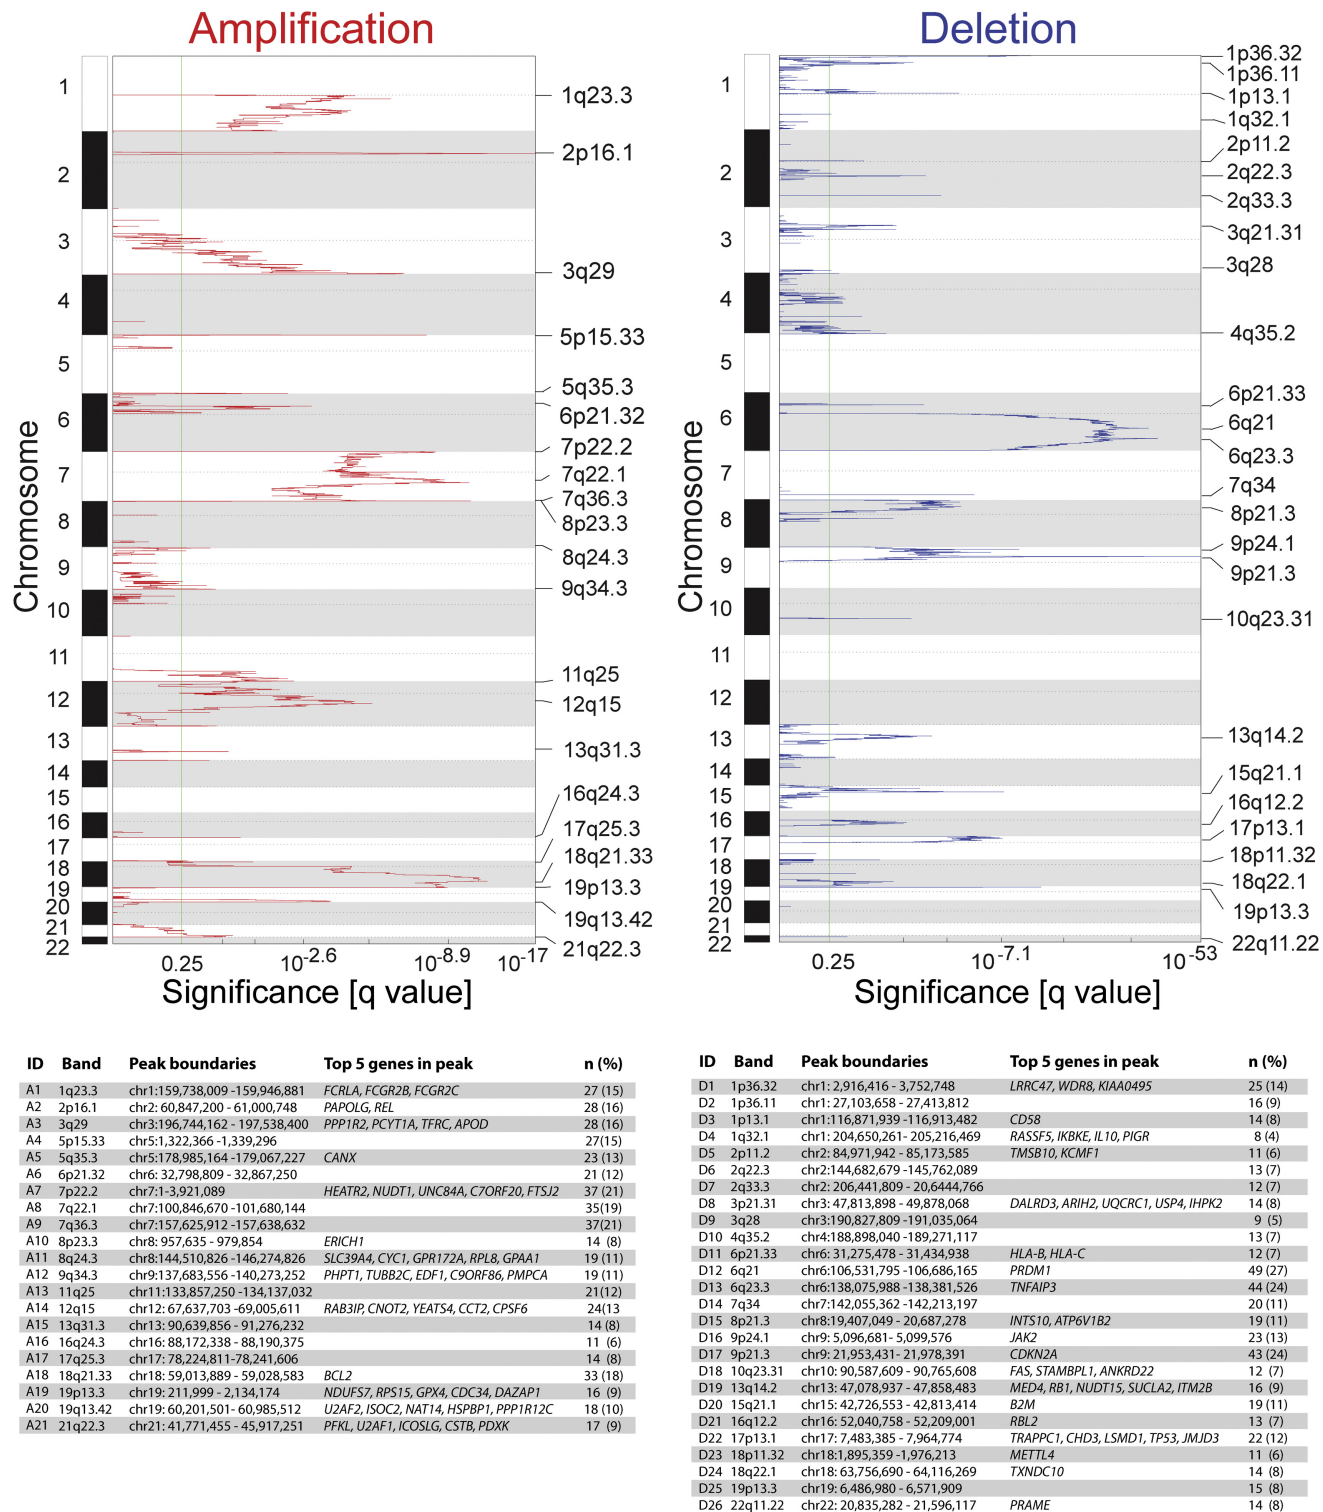 Amplification
Chromosome
1
2
3
4
5
6
7
8
9
10
11
12
13
14
15
16
17
18
19
20
21
22
1q23.3
2p16.1
3q29
5p15.33
5q35.3
6p21.32
7p22.2
7q22.1
7q36.3
8p23.3
8q24.3
9q34.3
11q25
12q15
13q31.3
16q24.3
17q25.3
18q21.33
19p13.3
19q13.42
21q22.3
0.25 10-2.6 10-8.9 10-17
Significance [q value]
Deletion
Chromosome
1
2
3
4
5
6
7
8
9
10
11
12
13
14
15
16
17
18
19
20
21
22
1p36.32
1p36.11
1p13.1
1q32.1
2p11.2
2q22.3
2q33.3
3q21.31
3q28
4q35.2
6p21.33
6q21
6q23.3
7q34
8p21.3
9p24.1
9p21.3
10q23.31
13q14.2
15q21.1
16q12.2
17p13.1
18p11.32
18q22.1
19p13.3
22q11.22
0.25 10-7.1 10-53
Significance [q value]
ID Band Peak boundaries Top 5 genes in peak n (%)
A1 1q23.3 chr1:159,738,009 -159,946,881 FCRLA, FCGR2B, FCGR2C 27 (15)
A2 2p16.1 chr2: 60,847,200 - 61,000,748 PAPOLG, REL 28 (16)
A3 3q29 chr3:196,744,162 - 197,538,400 PPP1R2, PCYT1A, TFRC, APOD 28 (16)
A4 5p15.33 chr5:1,322,366 -1,339,296 27(15)
A5 5q35.3 chr5:178,985,164 -179,067,227 CANX 23 (13)
A6 6p21.32 chr6: 32,798,809 - 32,867,250 21 (12)
A7 7p22.2 chr7:1-3,921,089 HEATR2, NUDT1, UNC84A, C7ORF20, FTSJ2 37 (21)
A8 7q22.1 chr7:100,846,670 -101,680,144 35(19)
A9 7q36.3 chr7:157,625,912 -157,638,632 37(21)
A10 8p23.3 chr8: 957,635 - 979,854 ERICH1 14 (8)
A11 8q24.3 chr8:144,510,826 - 146,274,826 SLC39A4, CYC1, GPR172A, RPL8, GPAA1 19 (11)
A12 9q34.3 chr9:137,683,556 -140,273,252 PHPT1, TUBB2C, EDF1, C9ORF86, PMPCA 19 (11)
A13 11q25 chr11:133,857,250 -134,137,032 21(12)
A14 12q15 chr12: 67,637,703 -69,005,611 RAB3IP, CNOT2, YEATS4, CCT2, CPSF6 24(13
A15 13q31.3 chr13: 90,639,856 - 91,276,232 14 (8)
A16 16q24.3 chr16: 88,172,338 - 88,190,375 11 (6)
A17 17q25.3 chr17: 78,224,811-78,241,606 14 (8)
A18 18q21.33 chr18: 59,013,889 - 59,028,583 BCL2 33 (18)
A19 19p13.3 chr19: 211,999 - 2,134,174 NDUFS7, RPS15, GPX4, CDC34, DAZAP1 16 (9)
A20 19q13.42 chr19: 60,201,501- 60,985,512 U2AF2, ISOC2, NAT14, HSPBP1, PPP1R12C 18 (10)
A21 21q22.3 chr21: 41,771,455 - 45,917,251 PFKL, U2AF1, ICOSLG, CSTB, PDXK 17 (9)
ID Band Peak boundaries Top 5 genes in peak n (%)
D1 1p36.32 chr1: 2,916,416 - 3,752,748 LRRC47, WDR8, KIAA0495 25 (14)
D2 1p36.11 chr1: 27,103,658 - 27,413,812 16 (9)
D3 1p13.1 chr1:116,871,939 -116,913,482 CD58 14 (8)
D4 1q32.1 chr1: 204,650,261- 205,216,469 RASSF5, IKBKE, IL10, PIGR 8 (4)
D5 2p11.2 chr2: 84,971,942 - 85,173,585 TMSB10, KCMF1 11 (6)
D6 2q22.3 chr2:144,682,679 -145,762,089 13 (7)
D7 2q33.3 chr2: 206,441,809 - 20,6444,766 12 (7)
D8 3p21.31 chr3: 47,813,898 - 49,878,068 DALRD3, ARIH2, UQCRC1, USP4, IHPK2 14 (8)
D9 3q28 chr3:190,827,809 -191,035,064 9 (5)
D10 4q35.2 chr4:188,898,040 -189,271,117 13 (7)
D11 6p21.33 chr6: 31,275,478 - 31,434,938 HLA-B, HLA-C 12 (7)
D12 6q21 chr6:106,531,795 -106,686,165 PRDM1 49 (27)
D13 6q23.3 chr6:138,075,988 -138,381,526 TNFAIP3 44 (24)
D14 7q34 chr7:142,055,362 -142,213,197 20 (11)
D15 8p21.3 chr8:19,407,049 - 20,687,278 INTS10, ATP6V1B2 19 (11)
D16 9p24.1 chr9: 5,096,681- 5,099,576 JAK2 23 (13)
D17 9p21.3 chr9: 21,953,431- 21,978,391 CDKN2A 43 (24)
D18 10q23.31 chr10: 90,587,609 - 90,765,608 FAS, STAMBPL1, ANKRD22 12 (7)
D19 13q14.2 chr13: 47,078,937 - 47,858,483 MED4, RB1, NUDT15, SUCLA2, ITM2B 16 (9)
D20 15q21.1 chr15: 42,726,553 - 42,813,414 B2M 19 (11)
D21 16q12.2 chr16: 52,040,758 - 52,209,001 RBL2 13 (7)
D22 17p13.1 chr17: 7,483,385 - 7,964,774 TRAPPC1, CHD3, LSMD1, TP53, JMJD3 22 (12)
D23 18p11.32 chr18:1,895,359 -1,976,213 METTL4 11 (6)
D24 18q22.1 chr18: 63,756,690 - 64,116,269 TXNDC10 14 (8)
D25 19p13.3 chr19: 6,486,980 - 6,571,909 15 (8)
D26 22q11.22 chr22: 20,835,282 - 21,596,117 PRAME 14 (8)